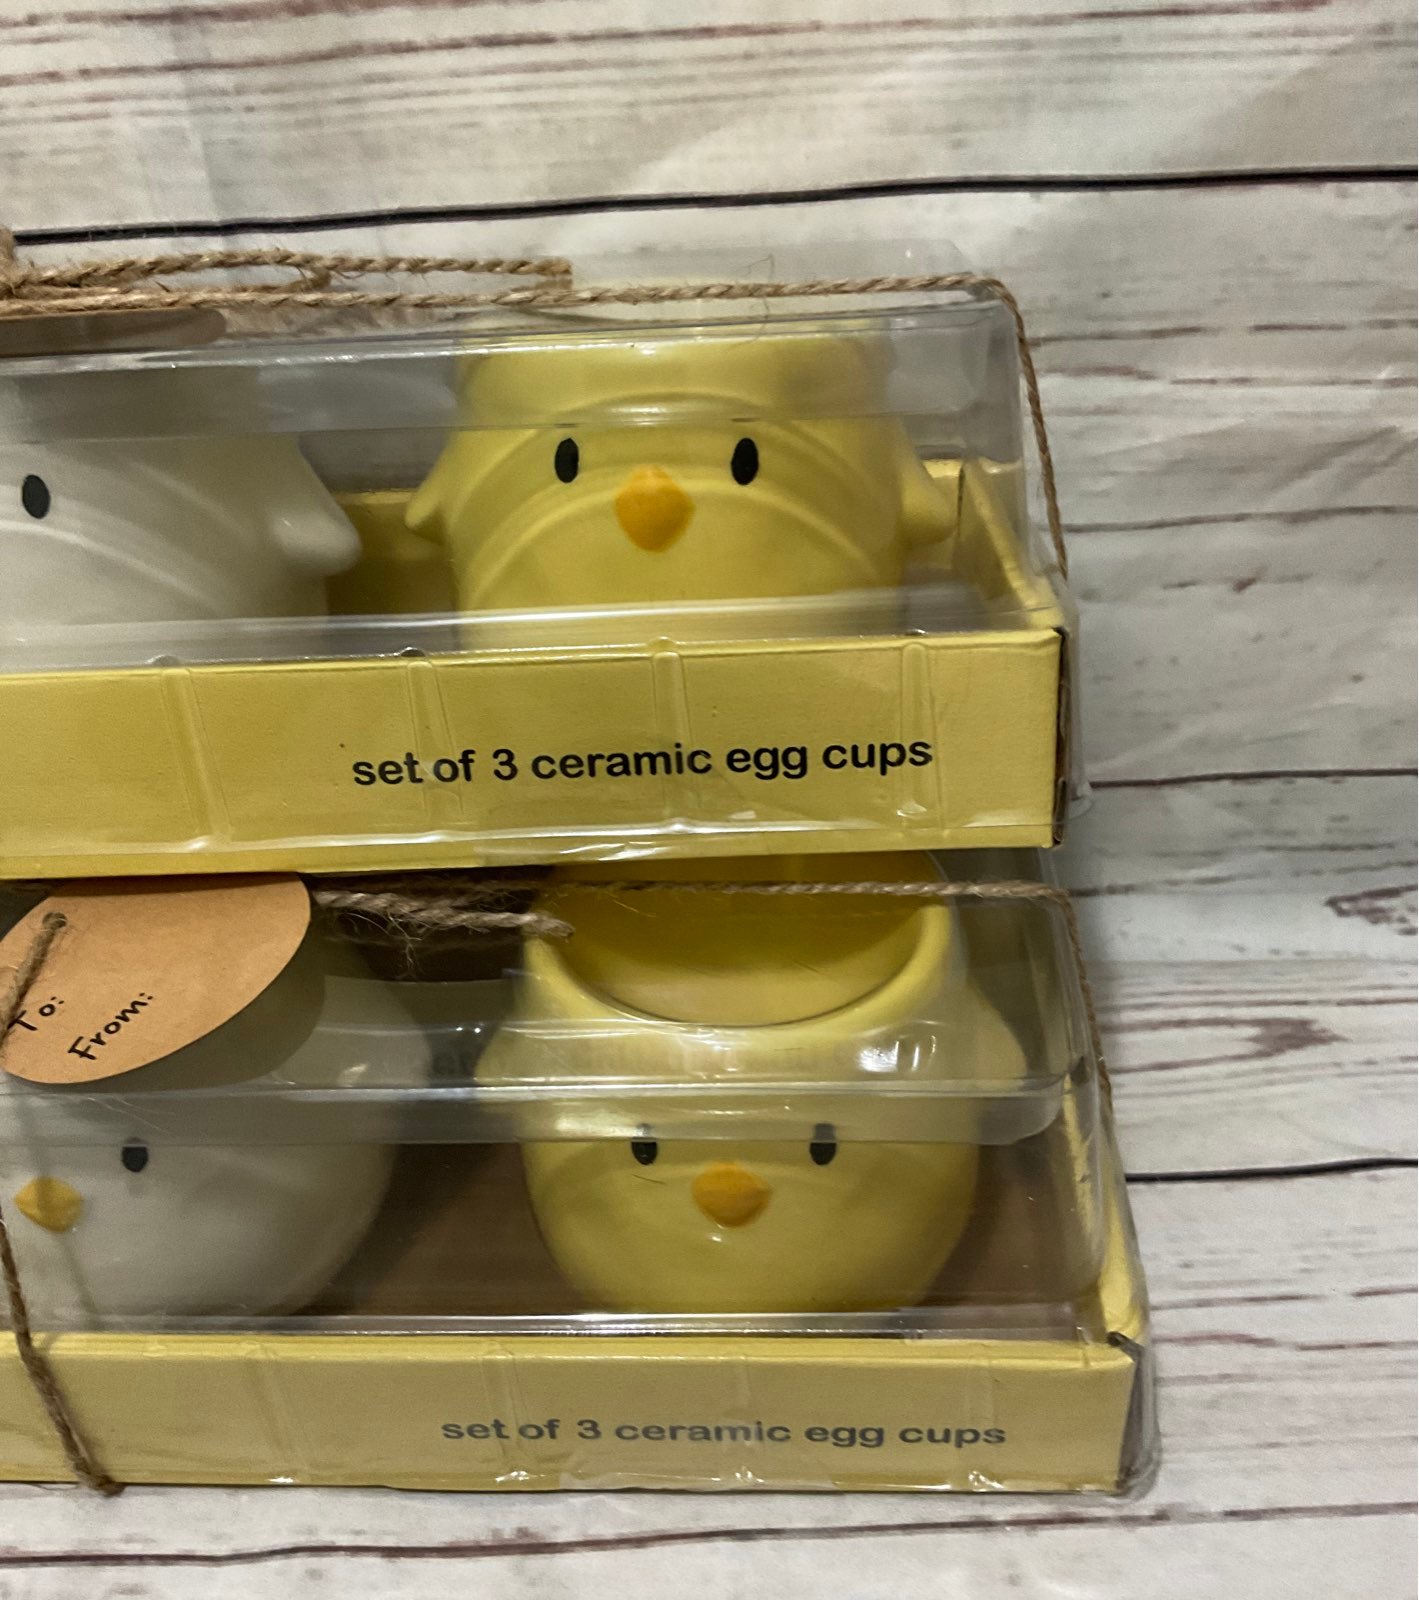 set of 3 ceramic egg cups
To:
From:
set of 3 ceramic egg cups